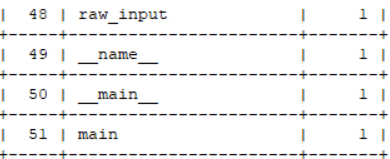 | 48 | raw_input | 1 |
+----+-----------+---+
| 49 | __name__ | 1 |
+----+-----------+---+
| 50 | __main__ | 1 |
+----+-----------+---+
| 51 | main | 1 |
+----+-----------+---+